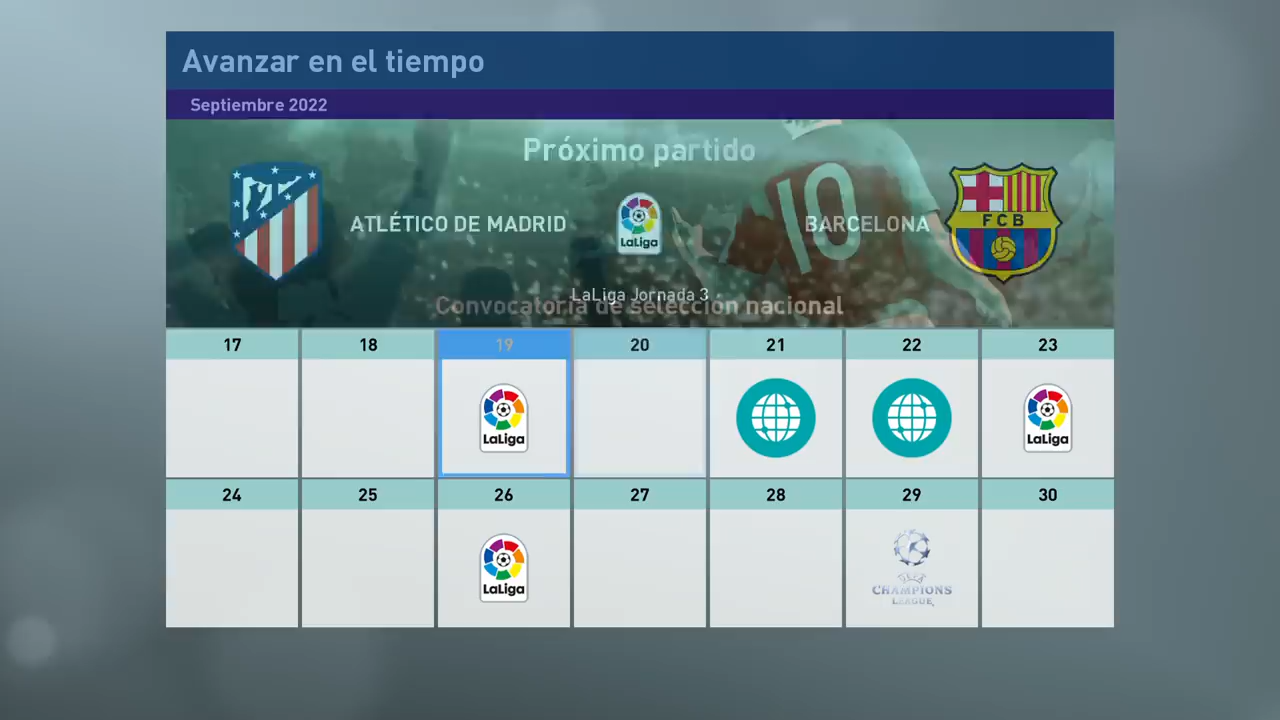 Avanzar en el tiempo
Septiembre 2022
Próximo partido
ATLÉTICO DE MADRID
LaLiga
10
BARCELONA
FCB
LaLiga Jornada 3
Convocatoria de selección nacional
17 18 19 20 21 22 23
LaLiga LaLiga
24 25 26 27 28 29 30
LaLiga
UEFA
CHAMPIONS
LEAGUE